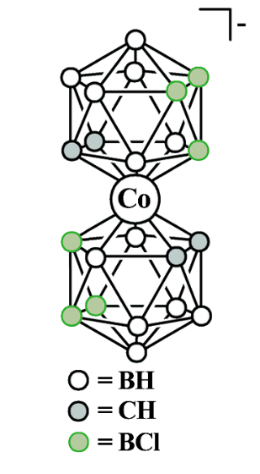 -
Co
= BH
= CH
= BCl